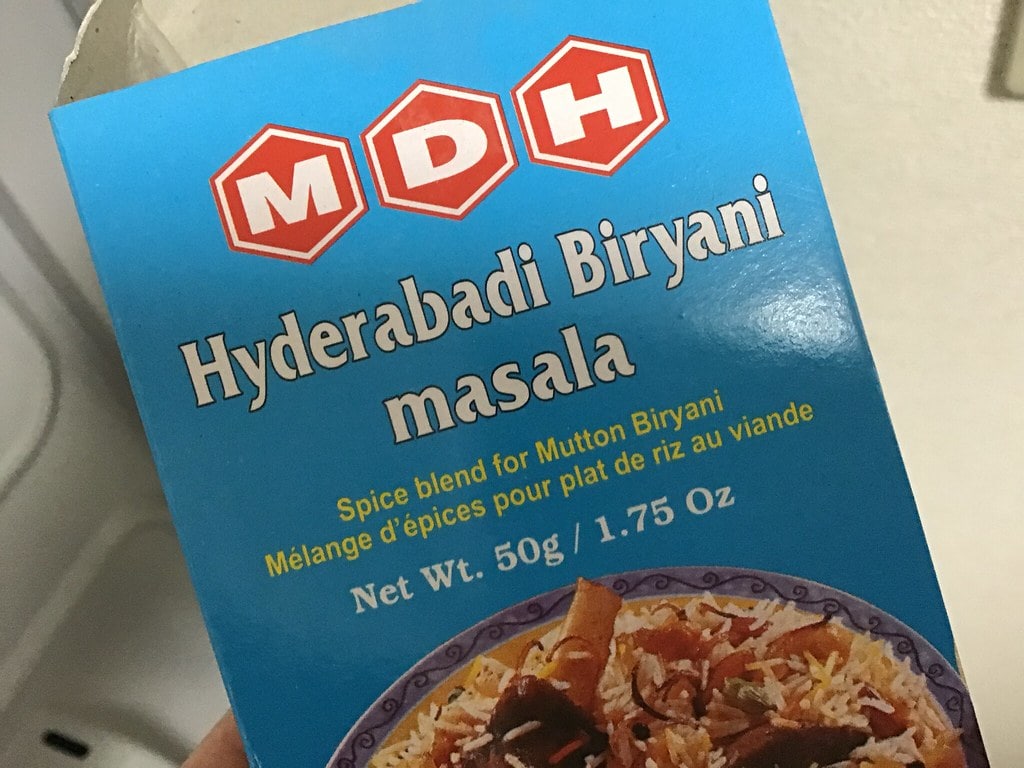 MDH
Hyderabadi Biryani
masala
Spice blend for Mutton Biryani
Mélange d'épices pour plat de riz au viande
Net Wt. 50g / 1.75 Oz